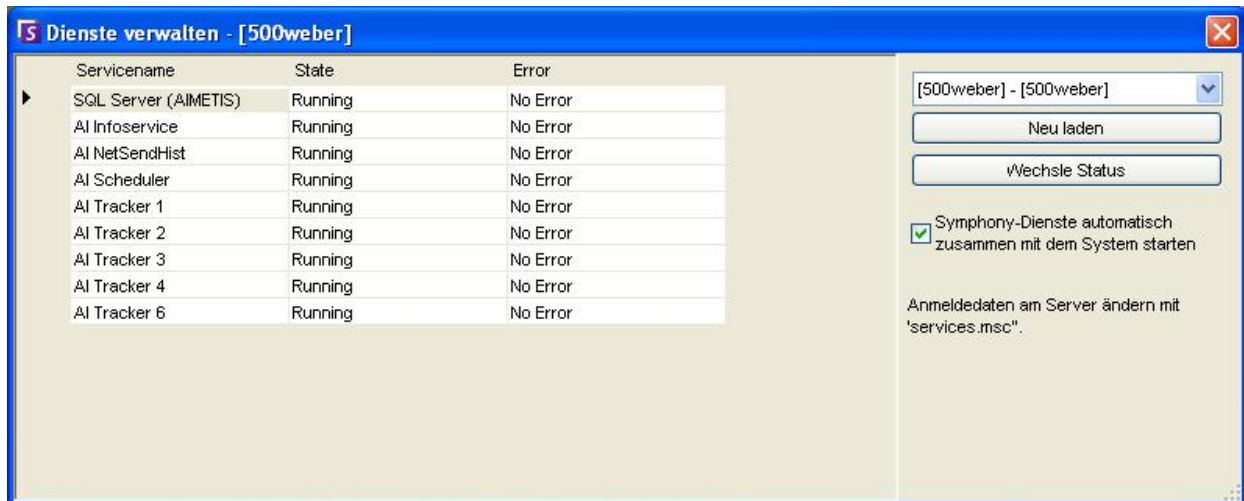 Dienste verwalten - [500weber]
Servicename State Error
SQL Server (AIMETIS) Running No Error
AI Infoservice Running No Error
AI NetSendHist Running No Error
AI Scheduler Running No Error
AI Tracker 1 Running No Error
AI Tracker 2 Running No Error
AI Tracker 3 Running No Error
AI Tracker 4 Running No Error
AI Tracker 6 Running No Error
[500weber] - [500weber]
Neu laden
Wechsle Status
Symphony-Dienste automatisch
zusammen mit dem System starten
Anmeldedaten am Server ändern mit
'services.msc".